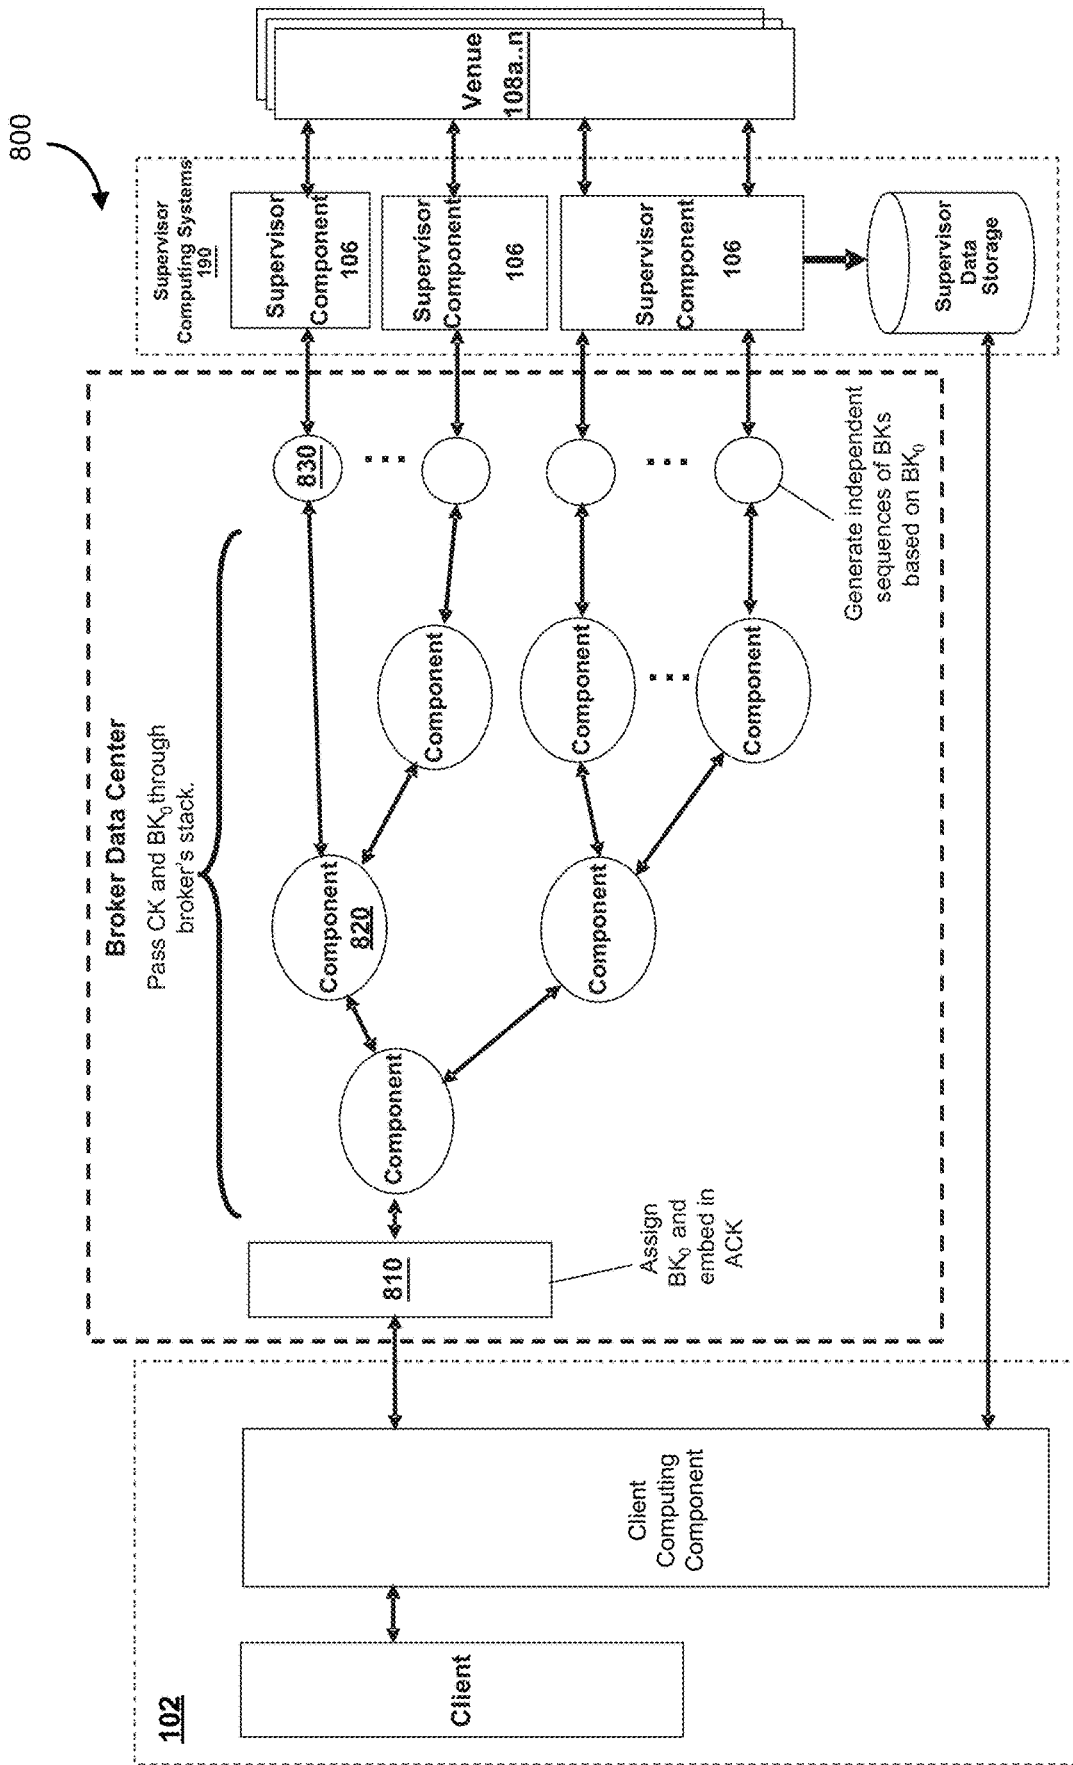 800
102
Client
Client
Computing
Component
Broker Data Center
Pass CK and BK0 through
broker's stack.
810
Assign
BK0 and
embed in
ACK
Component
Component
820
Component
Component
Component
Component
830
Generate independent
sequences of BKs
based on BK0
Supervisor
Computing Systems
190
Supervisor
Component
106
Supervisor
Component
106
Supervisor
Component
106
Supervisor
Data
Storage
Venue
108a..n